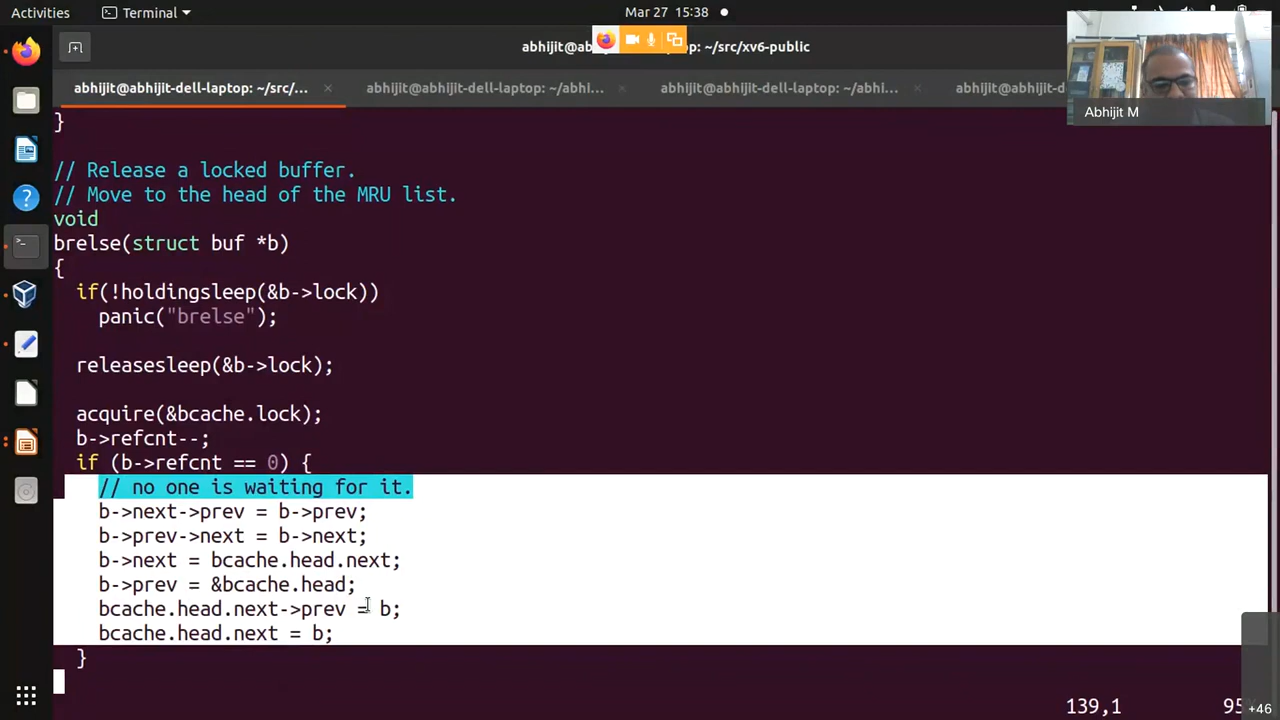 Activities
Terminal
Mar 27 15:38
abhijit@abhijit-dell-laptop: ~/src/xv6-public
abhijit@abhijit-dell-laptop: ~/src/...
abhijit@abhijit-dell-laptop: ~/abhi...
abhijit@abhijit-dell-laptop: ~/abhi...
abhijit@abhijit-d
Abhijit M
}
// Release a locked buffer.
// Move to the head of the MRU list.
void
brelse(struct buf *b)
{
if(!holdingsleep(&b->lock))
panic("brelse");
releasesleep(&b->lock);
acquire(&bcache.lock);
b->refcnt--;
if (b->refcnt == 0) {
// no one is waiting for it.
b->next->prev = b->prev;
b->prev->next = b->next;
b->next = bcache.head.next;
b->prev = &bcache.head;
bcache.head.next->prev = b;
bcache.head.next = b;
}
139,1
+46